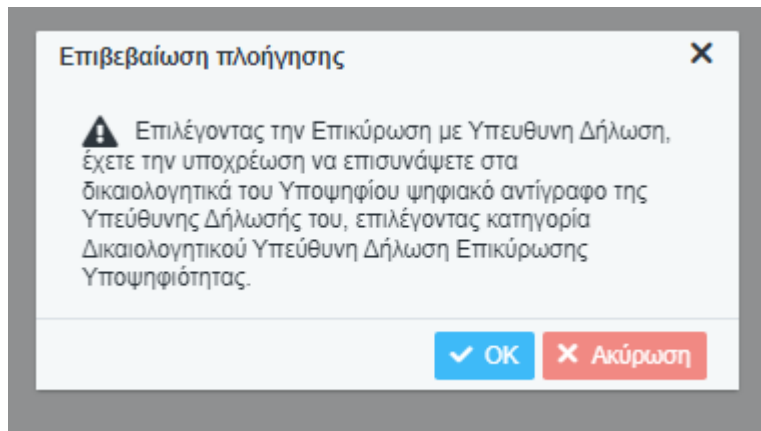 Επιβεβαίωση πλοήγησης
Επιλέγοντας την Επικύρωση με Υπευθυνη Δήλωση,
έχετε την υποχρέωση να επισυνάψετε στα
δικαιολογητικά του Υποψηφίου ψηφιακό αντίγραφο της
Υπεύθυνης Δήλωσής του, επιλέγοντας κατηγορία
Δικαιολογητικού Υπεύθυνη Δήλωση Επικύρωσης
Υποψηφιότητας.
OK
Ακύρωση